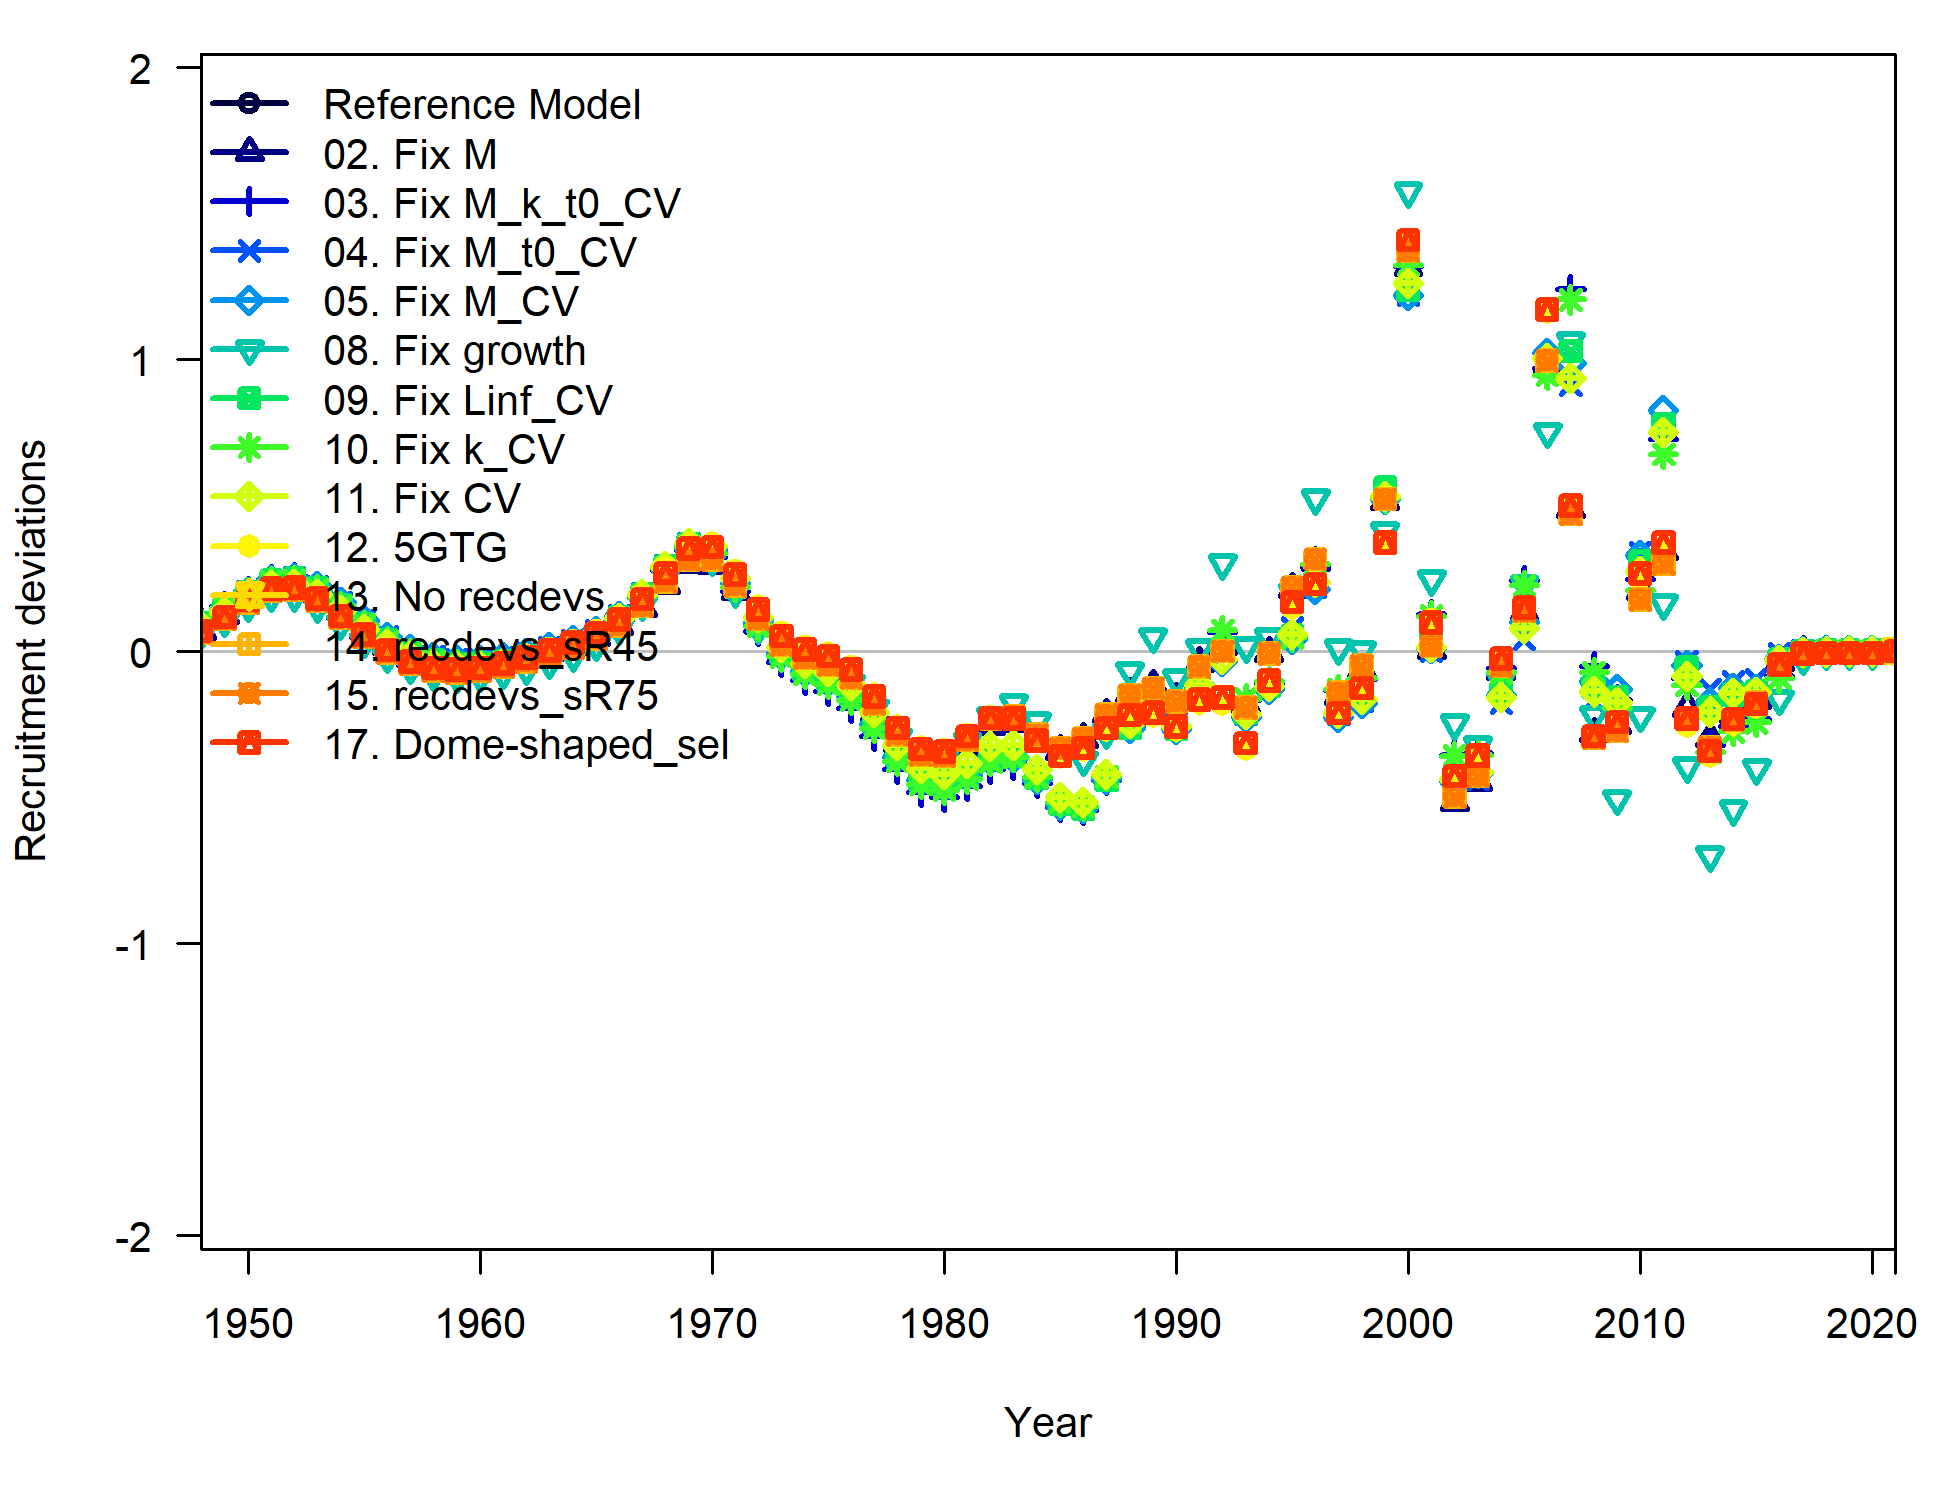 2
1
0
-1
-2
Recruitment deviations
Reference Model
02. Fix M
03. Fix M_k_t0_CV
04. Fix M_t0_CV
05. Fix M_CV
08. Fix growth
09. Fix Linf_CV
10. Fix k_CV
11. Fix CV
12. 5GTG
13. No recdevs
14. recdevs_sR45
15. recdevs_sR75
17. Dome-shaped_sel
1950 1960 1970 1980 1990 2000 2010 2020
Year